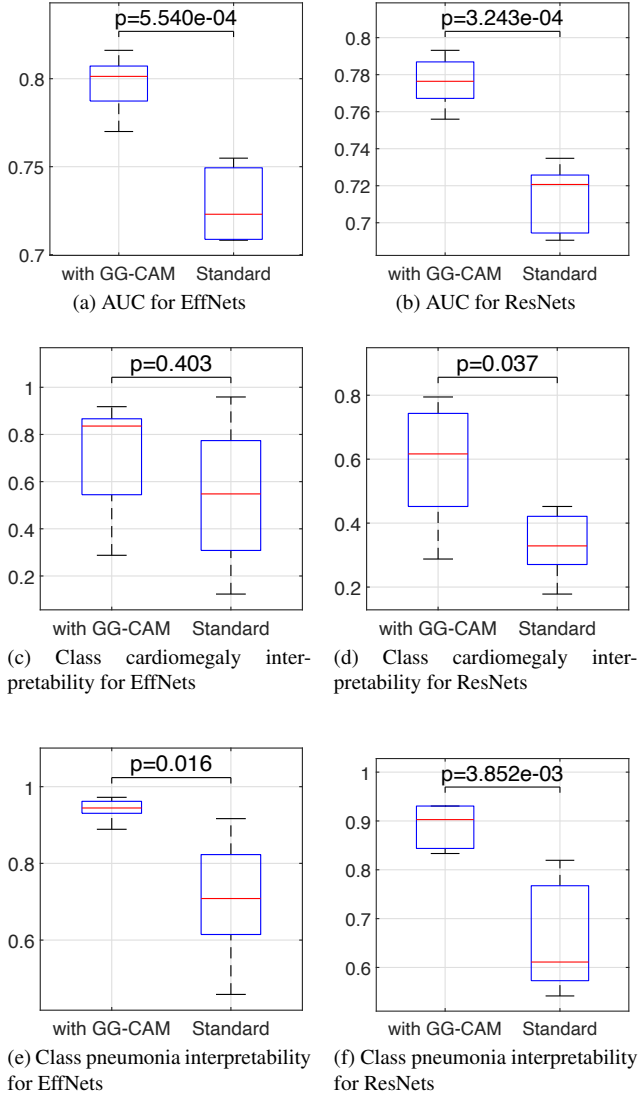 p=5.540e-04
0.8
0.75
0.7
with GG-CAM Standard
(a) AUC for EffNets
p=3.243e-04
0.8
0.78
0.76
0.74
0.72
0.7
with GG-CAM Standard
(b) AUC for ResNets
p=0.403
1
0.8
0.6
0.4
0.2
with GG-CAM Standard
(c) Class cardiomegaly inter-
pretability for EffNets
p=0.037
0.8
0.6
0.4
0.2
with GG-CAM Standard
(d) Class cardiomegaly inter-
pretability for ResNets
p=0.016
1
0.8
0.6
with GG-CAM Standard
(e) Class pneumonia interpretability
for EffNets
p=3.852e-03
1
0.9
0.8
0.7
0.6
with GG-CAM Standard
(f) Class pneumonia interpretability
for ResNets